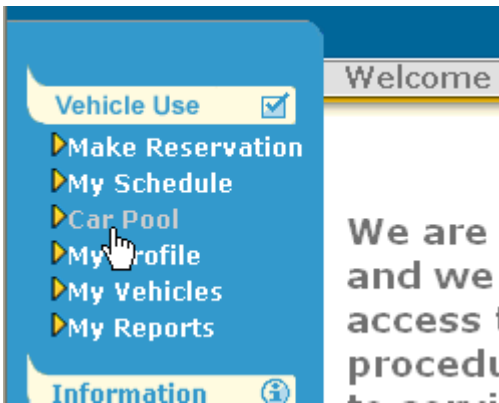 Welcome
Vehicle Use
Make Reservation
My Schedule
Car Pool
My Profile
My Vehicles
My Reports
Information
We are
and we
access
procedu